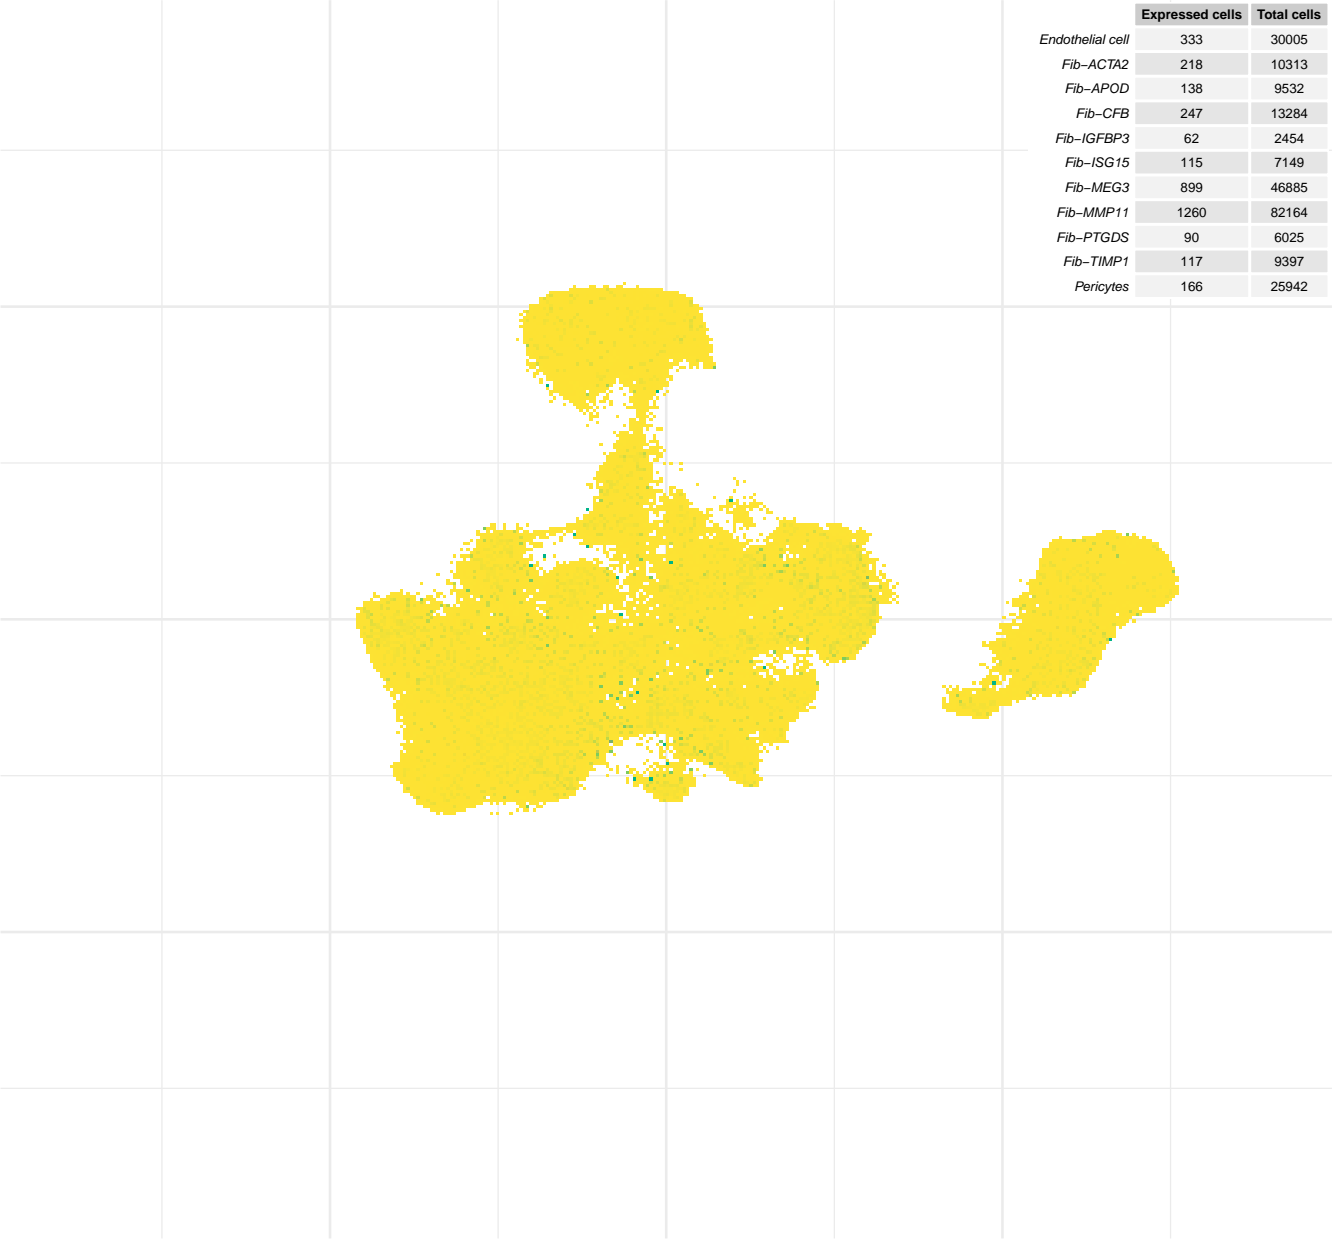 Expressed cells Total cells
Endothelial cell 333 30005
Fib−ACTA2 218 10313
Fib−APOD 138 9532
Fib−CFB 247 13284
Fib−IGFBP3 62 2454
Fib−ISG15 115 7149
Fib−MEG3 899 46885
Fib−MMP11 1260 82164
Fib−PTGDS 90 6025
Fib−TIMP1 117 9397
Pericytes 166 25942